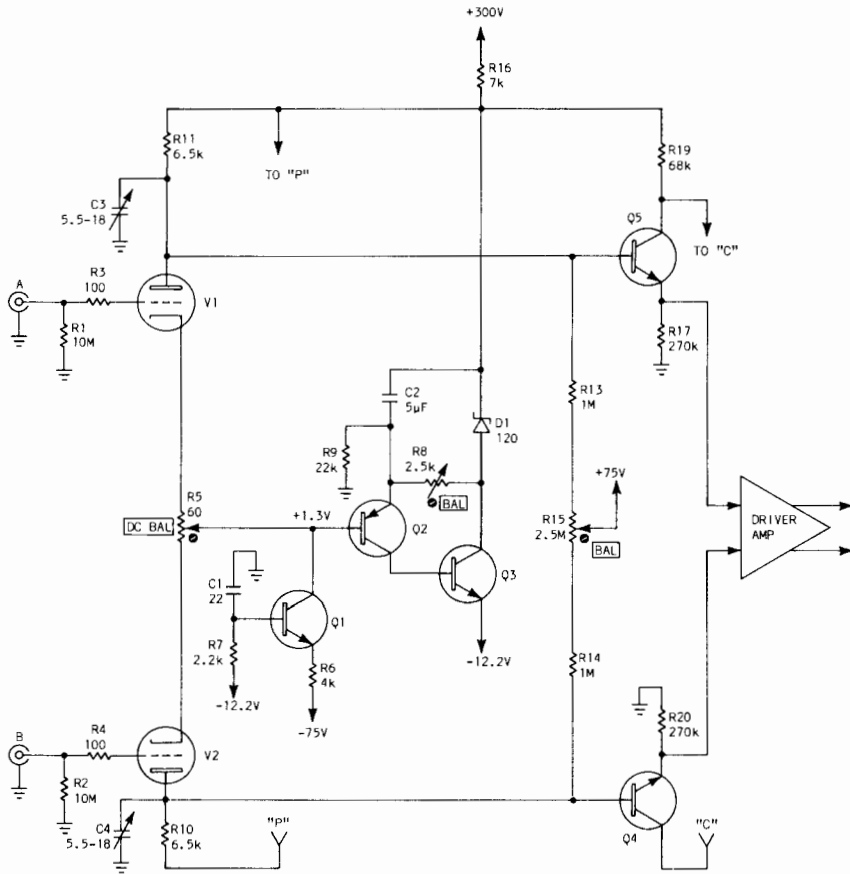 +300V
R16
7k
R11
6.5k
TO "P"
R19
68k
C3
5.5-18
Q5
TO "C"
A
R3
100
V1
R1
10M
R17
270k
C2
5µF
R13
1M
D1
120
R9
22k
R8
2.5k
BAL
+75V
R5
60
DC BAL
+1.3V
Q2
R15
2.5M
BAL
DRIVER
AMP
C1
22
Q1
Q3
R7
2.2k
R6
4k
-12.2V
-12.2V
-75V
R14
1M
B
R4
100
V2
R20
270k
R2
10M
C4
5.5-18
R10
6.5k
"P"
Q4
"C"